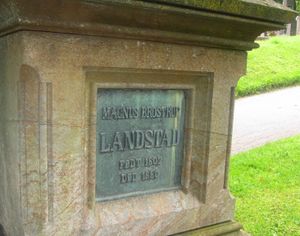 MAGNUS BROSTRUP
LANDSTAD
FØDT 1802
DØD 1880